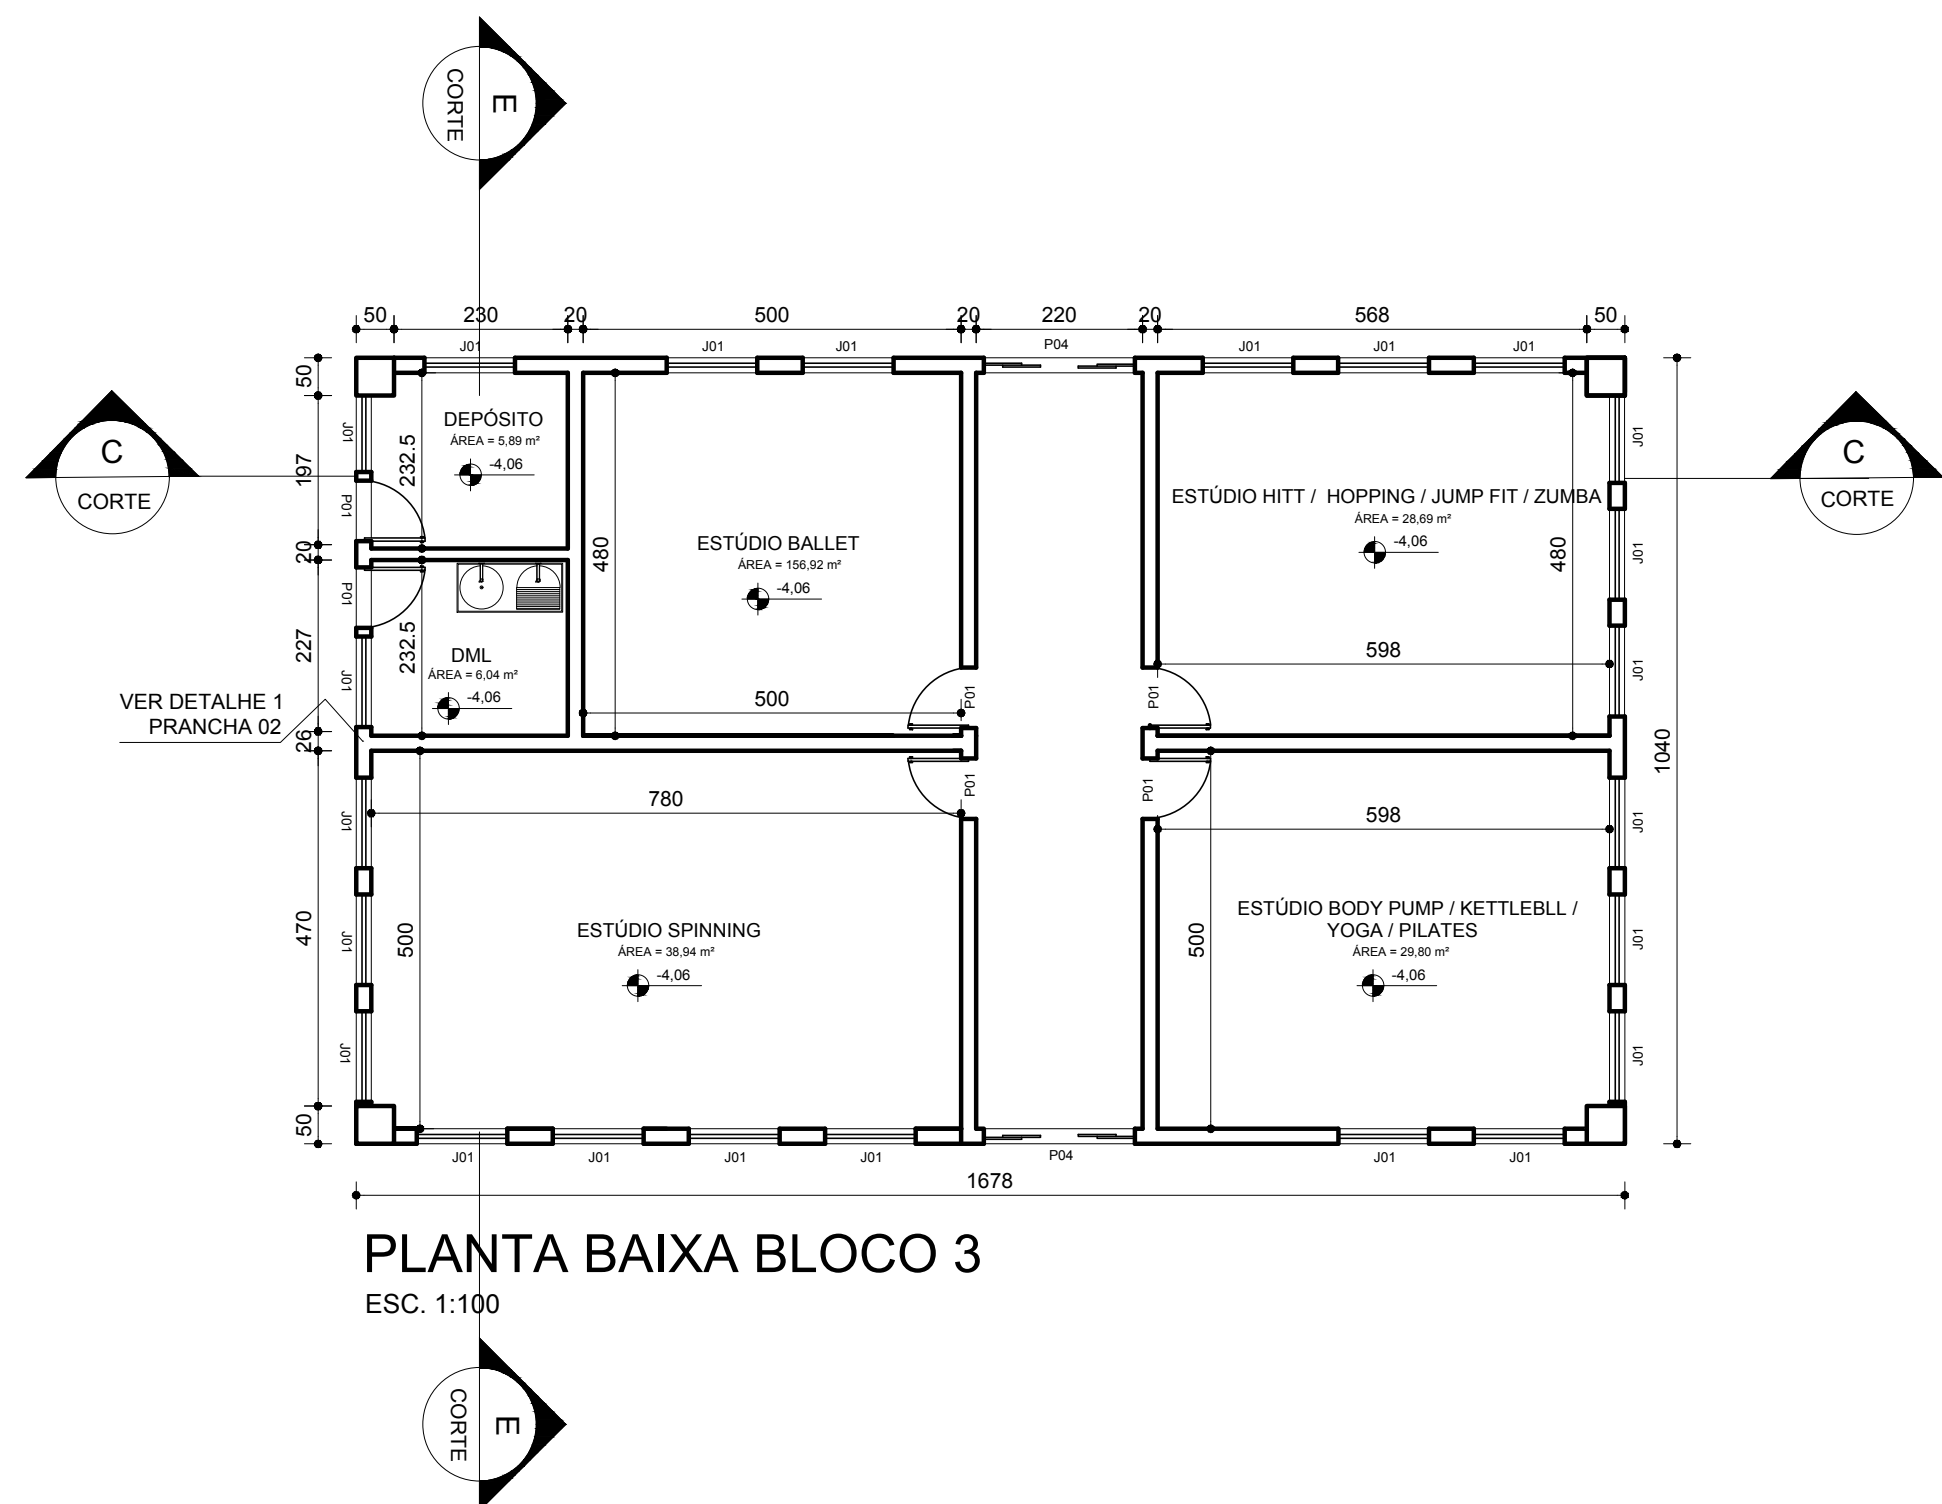 CORTE
E
50
230
20
500
20
220
20
568
50
J01
J01
J01
P04
J01
J01
J01
50
197
20
227
26
470
50
C
CORTE
C
CORTE
J01
P01
P01
J01
J01
J01
J01
DEPÓSITO
ÁREA = 5,89 m²
-4,06
232.5
DML
ÁREA = 6,04 m²
-4,06
232.5
VER DETALHE 1
PRANCHA 02
ESTÚDIO BALLET
ÁREA = 156,92 m²
-4,06
480
500
P01
P01
ESTÚDIO HITT / HOPPING / JUMP FIT / ZUMBA
ÁREA = 28,69 m²
-4,06
480
598
P01
P01
J01
J01
J01
J01
J01
J01
1040
780
500
ESTÚDIO SPINNING
ÁREA = 38,94 m²
-4,06
598
500
ESTÚDIO BODY PUMP / KETTLEBLL /
YOGA / PILATES
ÁREA = 29,80 m²
-4,06
J01
J01
J01
J01
P04
J01
J01
1678
PLANTA BAIXA BLOCO 3
ESC. 1:100
CORTE
E